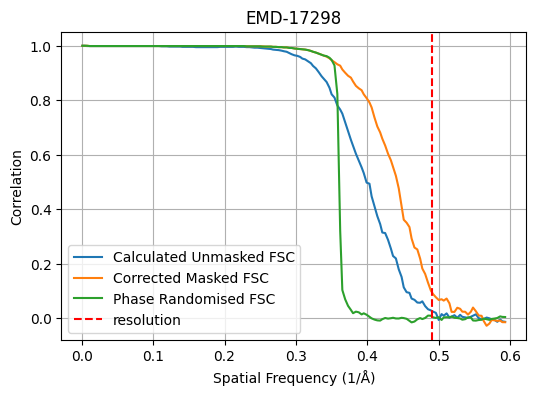 EMD-17298
1.0
0.8
0.6
0.4
0.2
0.0
Correlation
Calculated Unmasked FSC
Corrected Masked FSC
Phase Randomised FSC
resolution
0.0 0.1 0.2 0.3 0.4 0.5 0.6
Spatial Frequency (1/Å)